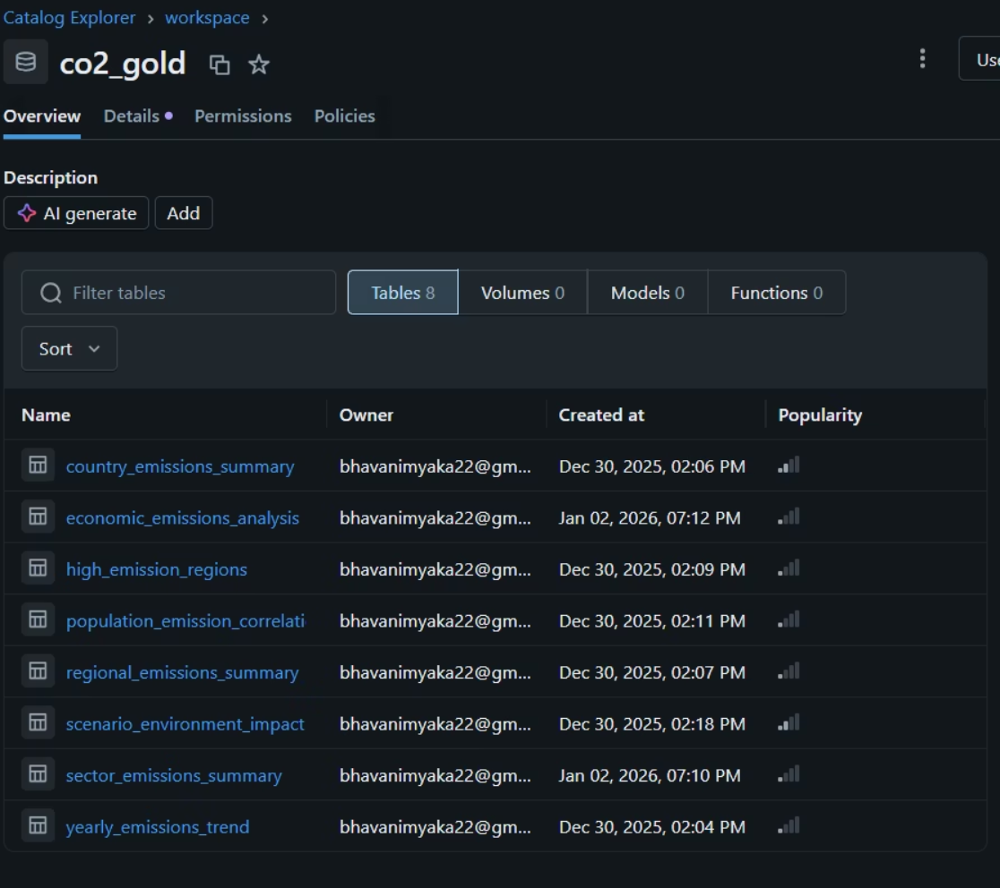 Catalog Explorer › workspace ›
co2_gold
Use
Overview Details Permissions Policies
Description
AI generate Add
Filter tables Tables 8 Volumes 0 Models 0 Functions 0
Sort
Name Owner Created at Popularity
country_emissions_summary bhavanimyaka22@gm... Dec 30, 2025, 02:06 PM
economic_emissions_analysis bhavanimyaka22@gm... Jan 02, 2026, 07:12 PM
high_emission_regions bhavanimyaka22@gm... Dec 30, 2025, 02:09 PM
population_emission_correlati bhavanimyaka22@gm... Dec 30, 2025, 02:11 PM
regional_emissions_summary bhavanimyaka22@gm... Dec 30, 2025, 02:07 PM
scenario_environment_impact bhavanimyaka22@gm... Dec 30, 2025, 02:18 PM
sector_emissions_summary bhavanimyaka22@gm... Jan 02, 2026, 07:10 PM
yearly_emissions_trend bhavanimyaka22@gm... Dec 30, 2025, 02:04 PM